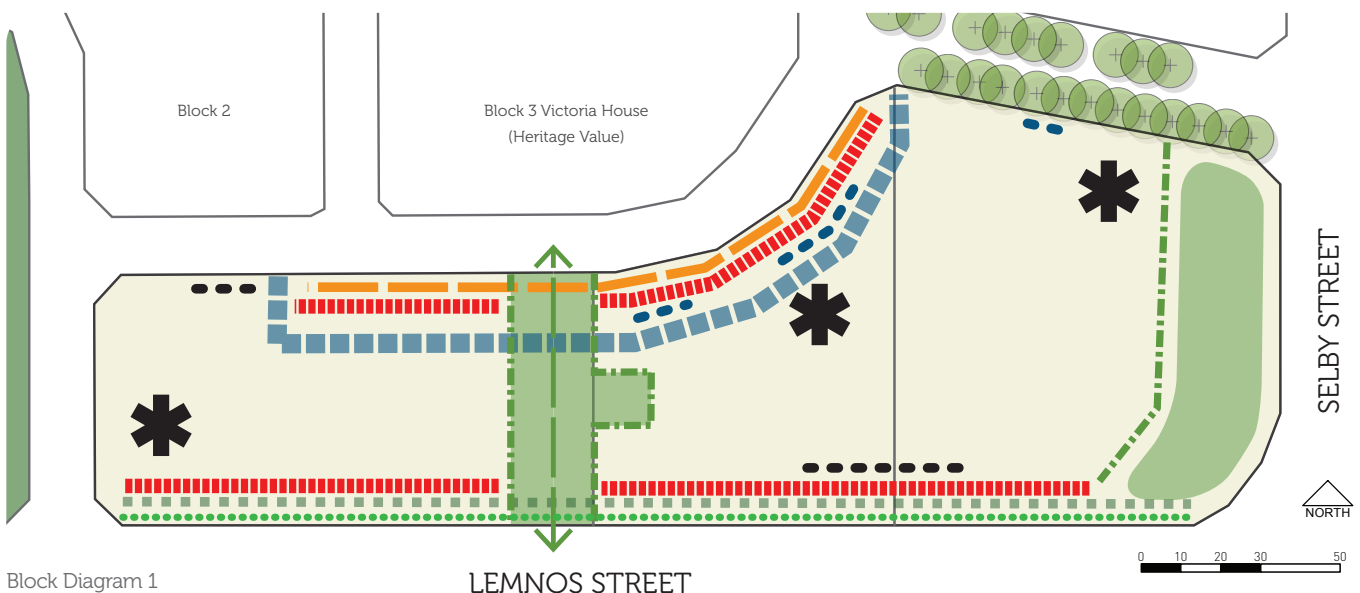 Block 2
Block 3 Victoria House
(Heritage Value)
SELBY STREET
NORTH
0 10 20 30 50
Block Diagram 1
LEMNOS STREET